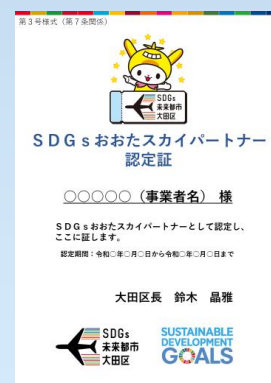 第3号様式（第7条関係）
SDGs
未来都市
大田区
ＳＤＧｓおおたスカイパートナー
認定証
○○○○○（事業者名） 様
ＳＤＧｓおおたスカイパートナーとして認定し、
ここに証します。
認定期間：令和○年○月○日から令和○年○月○日まで
大田区長 鈴木 晶雅
SDGs
未来都市
大田区
SUSTAINABLE
DEVELOPMENT
GOALS